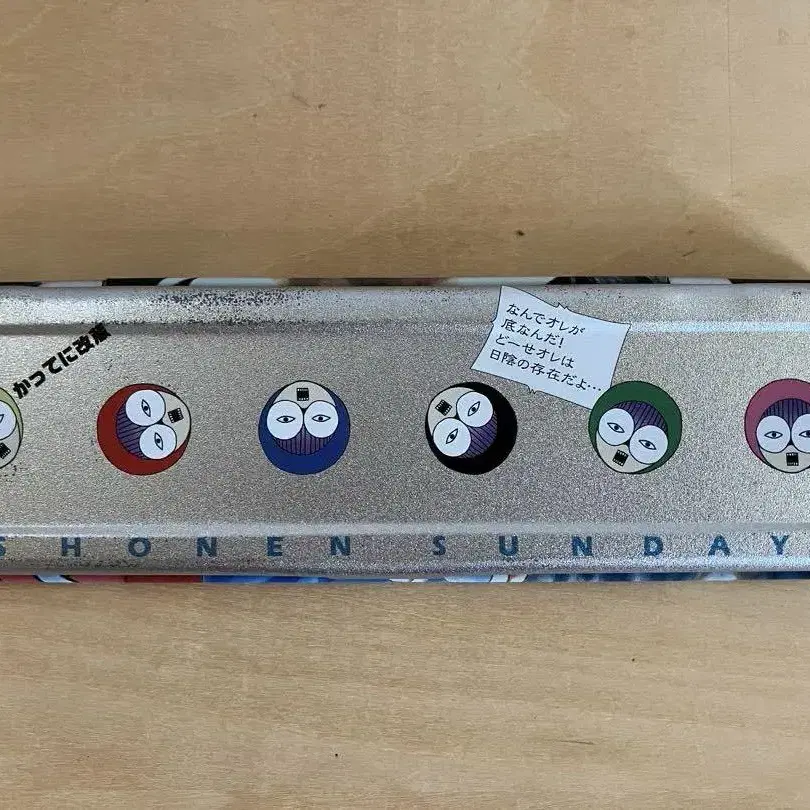 かってに改蔵
なんでオレが
底なんだ!
どーせオレは
日陰の存在だよ…
SHONEN SUNDAY